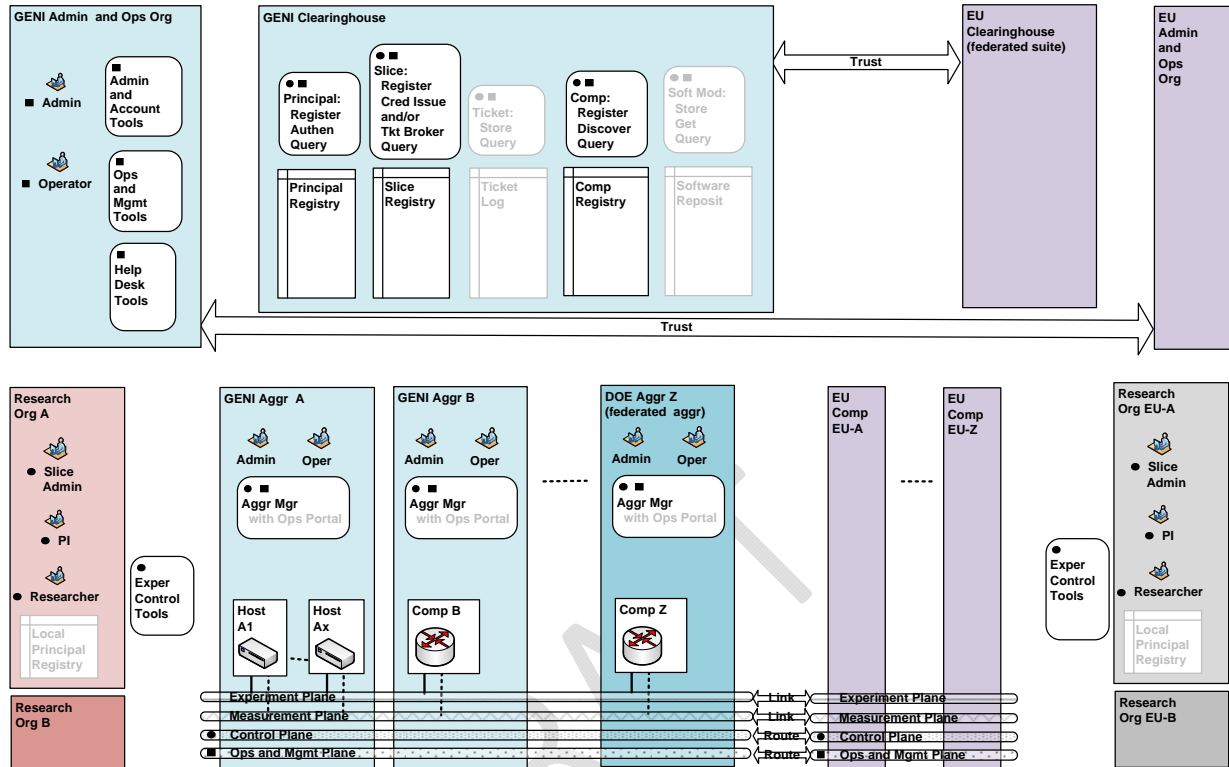 GENI Admin and Ops Org
Admin
Operator
Admin
and
Account
Tools
Ops
and
Mgmt
Tools
Help
Desk
Tools
GENI Clearinghouse
Principal:
Register
Authen
Query
Slice:
Register
Cred Issue
and/or
Tkt Broker
Query
Ticket:
Store
Query
Comp:
Register
Discover
Query
Soft Mod:
Store
Get
Query
Principal
Registry
Slice
Registry
Ticket
Log
Comp
Registry
Software
Reposit
Trust
EU
Clearinghouse
(federated suite)
EU
Admin
and
Ops
Org
Trust
Research
Org A
Slice
Admin
PI
Researcher
Local
Principal
Registry
Research
Org B
Exper
Control
Tools
GENI Aggr A
Admin
Oper
Aggr Mgr
with Ops Portal
Host
A1
Host
Ax
GENI Aggr B
Admin
Oper
Aggr Mgr
with Ops Portal
Comp B
DOE Aggr Z
(federated aggr)
Admin
Oper
Aggr Mgr
with Ops Portal
Comp Z
EU
Comp
EU-A
EU
Comp
EU-Z
Exper
Control
Tools
Research
Org EU-A
Slice
Admin
PI
Researcher
Local
Principal
Registry
Research
Org EU-B
Experiment Plane
Link
Experiment Plane
Measurement Plane
Link
Measurement Plane
Control Plane
Route
Control Plane
Ops and Mgmt Plane
Route
Ops and Mgmt Plane